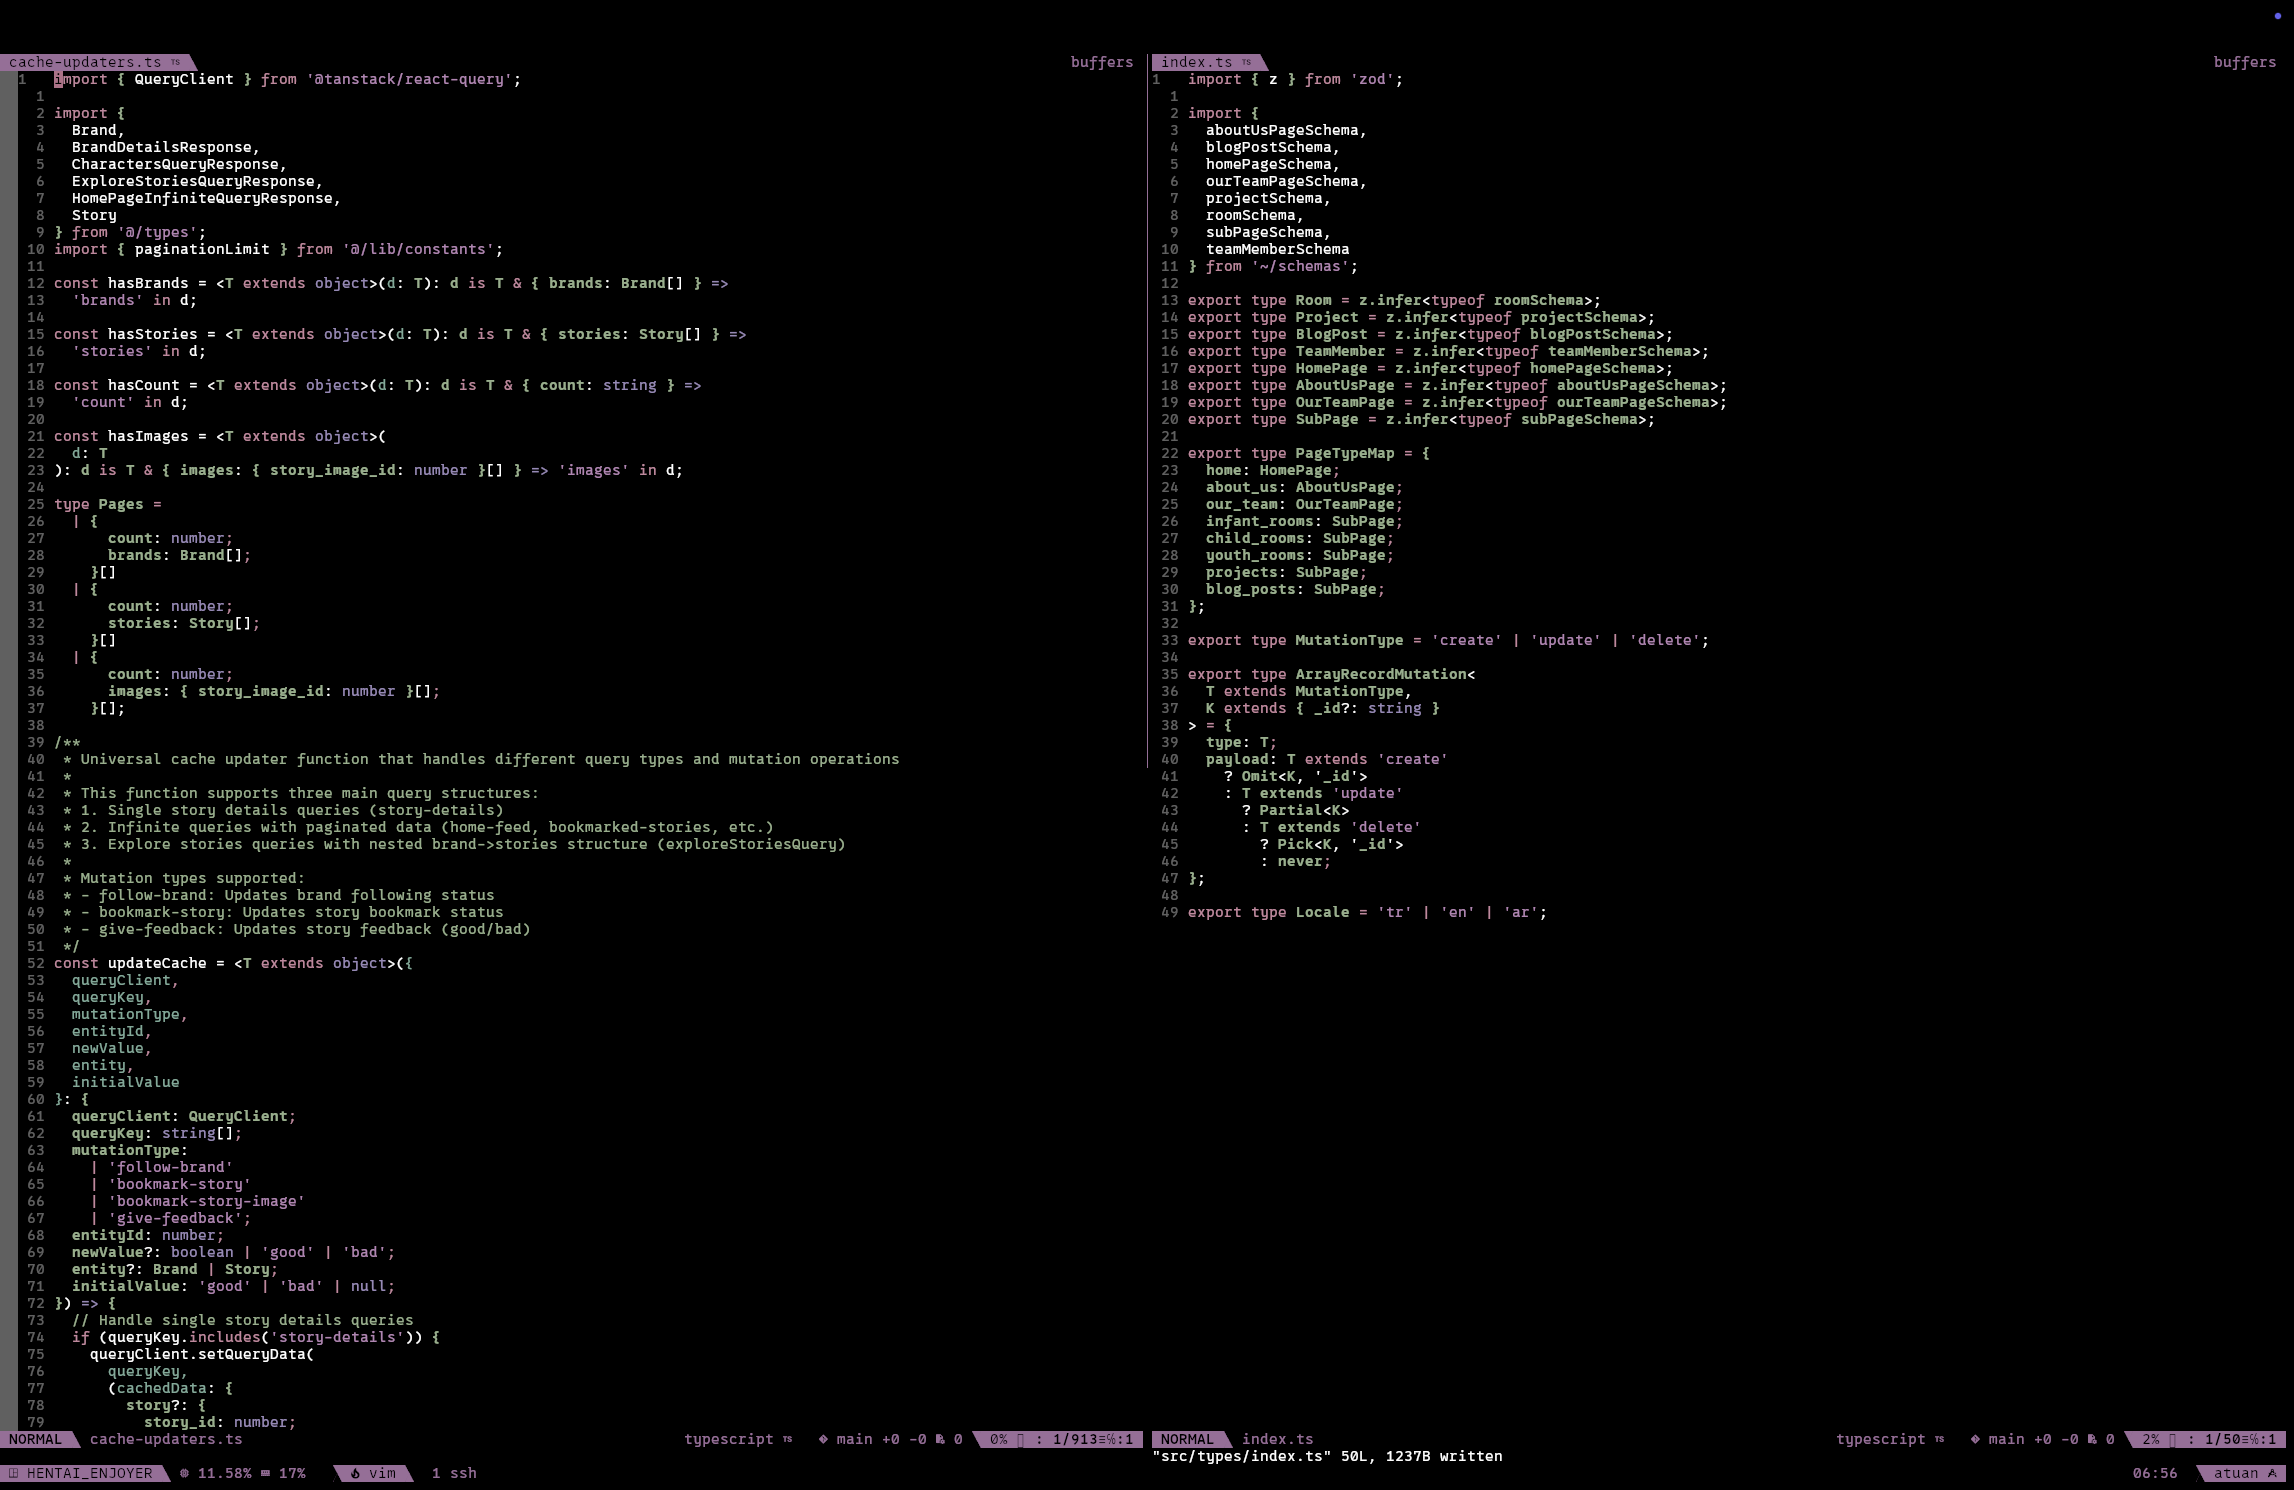 cache-updaters.ts TS buffers
1 import { QueryClient } from '@tanstack/react-query';
1
2 import {
3 Brand,
4 BrandDetailsResponse,
5 CharactersQueryResponse,
6 ExploreStoriesQueryResponse,
7 HomePageInfiniteQueryResponse,
8 Story
9 } from '@/types';
10 import { paginationLimit } from '@/lib/constants';
11
12 const hasBrands = <T extends object>(d: T): d is T & { brands: Brand[] } =>
13 'brands' in d;
14
15 const hasStories = <T extends object>(d: T): d is T & { stories: Story[] } =>
16 'stories' in d;
17
18 const hasCount = <T extends object>(d: T): d is T & { count: string } =>
19 'count' in d;
20
21 const hasImages = <T extends object>(
22 d: T
23 ): d is T & { images: { story_image_id: number }[] } => 'images' in d;
24
25 type Pages =
26 | {
27 count: number;
28 brands: Brand[];
29 }[]
30 | {
31 count: number;
32 stories: Story[];
33 }[]
34 | {
35 count: number;
36 images: { story_image_id: number }[];
37 }[];
38
39 /**
40 * Universal cache updater function that handles different query types and mutation operations
41 *
42 * This function supports three main query structures:
43 * 1. Single story details queries (story-details)
44 * 2. Infinite queries with paginated data (home-feed, bookmarked-stories, etc.)
45 * 3. Explore stories queries with nested brand->stories structure (exploreStoriesQuery)
46 *
47 * Mutation types supported:
48 * - follow-brand: Updates brand following status
49 * - bookmark-story: Updates story bookmark status
50 * - give-feedback: Updates story feedback (good/bad)
51 */
52 const updateCache = <T extends object>({
53 queryClient,
54 queryKey,
55 mutationType,
56 entityId,
57 newValue,
58 entity,
59 initialValue
60 }: {
61 queryClient: QueryClient;
62 queryKey: string[];
63 mutationType:
64 | 'follow-brand'
65 | 'bookmark-story'
66 | 'bookmark-story-image'
67 | 'give-feedback';
68 entityId: number;
69 newValue?: boolean | 'good' | 'bad';
70 entity?: Brand | Story;
71 initialValue: 'good' | 'bad' | null;
72 }) => {
73 // Handle single story details queries
74 if (queryKey.includes('story-details')) {
75 queryClient.setQueryData(
76 queryKey,
77 (cachedData: {
78 story?: {
79 story_id: number;
NORMAL cache-updaters.ts typescript TS main +0 -0 0 0% : 1/913≡℅:1
index.ts TS buffers
1 import { z } from 'zod';
1
2 import {
3 aboutUsPageSchema,
4 blogPostSchema,
5 homePageSchema,
6 ourTeamPageSchema,
7 projectSchema,
8 roomSchema,
9 subPageSchema,
10 teamMemberSchema
11 } from '~/schemas';
12
13 export type Room = z.infer<typeof roomSchema>;
14 export type Project = z.infer<typeof projectSchema>;
15 export type BlogPost = z.infer<typeof blogPostSchema>;
16 export type TeamMember = z.infer<typeof teamMemberSchema>;
17 export type HomePage = z.infer<typeof homePageSchema>;
18 export type AboutUsPage = z.infer<typeof aboutUsPageSchema>;
19 export type OurTeamPage = z.infer<typeof ourTeamPageSchema>;
20 export type SubPage = z.infer<typeof subPageSchema>;
21
22 export type PageTypeMap = {
23 home: HomePage;
24 about_us: AboutUsPage;
25 our_team: OurTeamPage;
26 infant_rooms: SubPage;
27 child_rooms: SubPage;
28 youth_rooms: SubPage;
29 projects: SubPage;
30 blog_posts: SubPage;
31 };
32
33 export type MutationType = 'create' | 'update' | 'delete';
34
35 export type ArrayRecordMutation<
36 T extends MutationType,
37 K extends { _id?: string }
38 > = {
39 type: T;
40 payload: T extends 'create'
41 ? Omit<K, '_id'>
42 : T extends 'update'
43 ? Partial<K>
44 : T extends 'delete'
45 ? Pick<K, '_id'>
46 : never;
47 };
48
49 export type Locale = 'tr' | 'en' | 'ar';
NORMAL index.ts typescript TS main +0 -0 0 2% : 1/50≡℅:1
"src/types/index.ts" 50L, 1237B written
HENTAI_ENJOYER 11.58% 17% vim 1 ssh 06:56 atuan